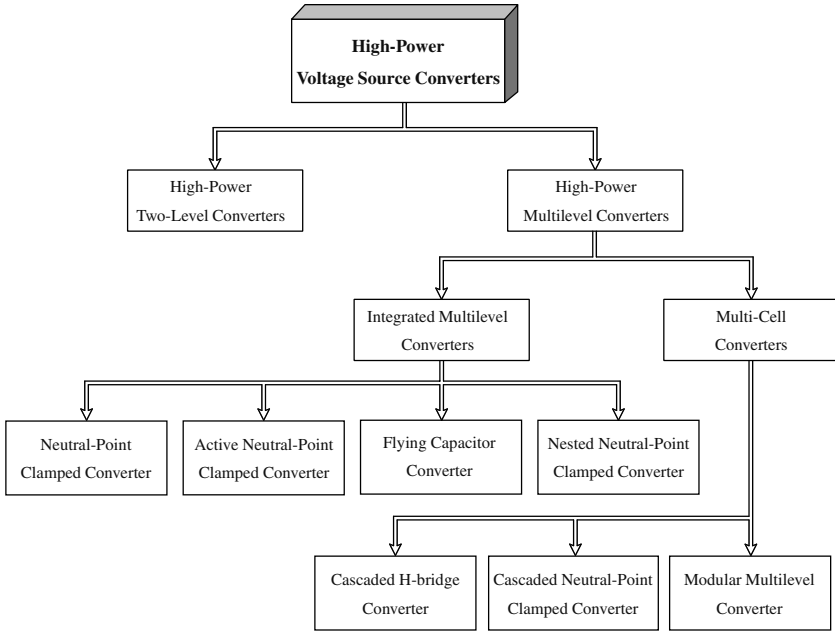 High-Power
Voltage Source Converters
High-Power
Two-Level Converters
High-Power
Multilevel Converters
Integrated Multilevel
Converters
Multi-Cell
Converters
Neutral-Point
Clamped Converter
Active Neutral-Point
Clamped Converter
Flying Capacitor
Converter
Nested Neutral-Point
Clamped Converter
Cascaded H-bridge
Converter
Cascaded Neutral-Point
Clamped Converter
Modular Multilevel
Converter